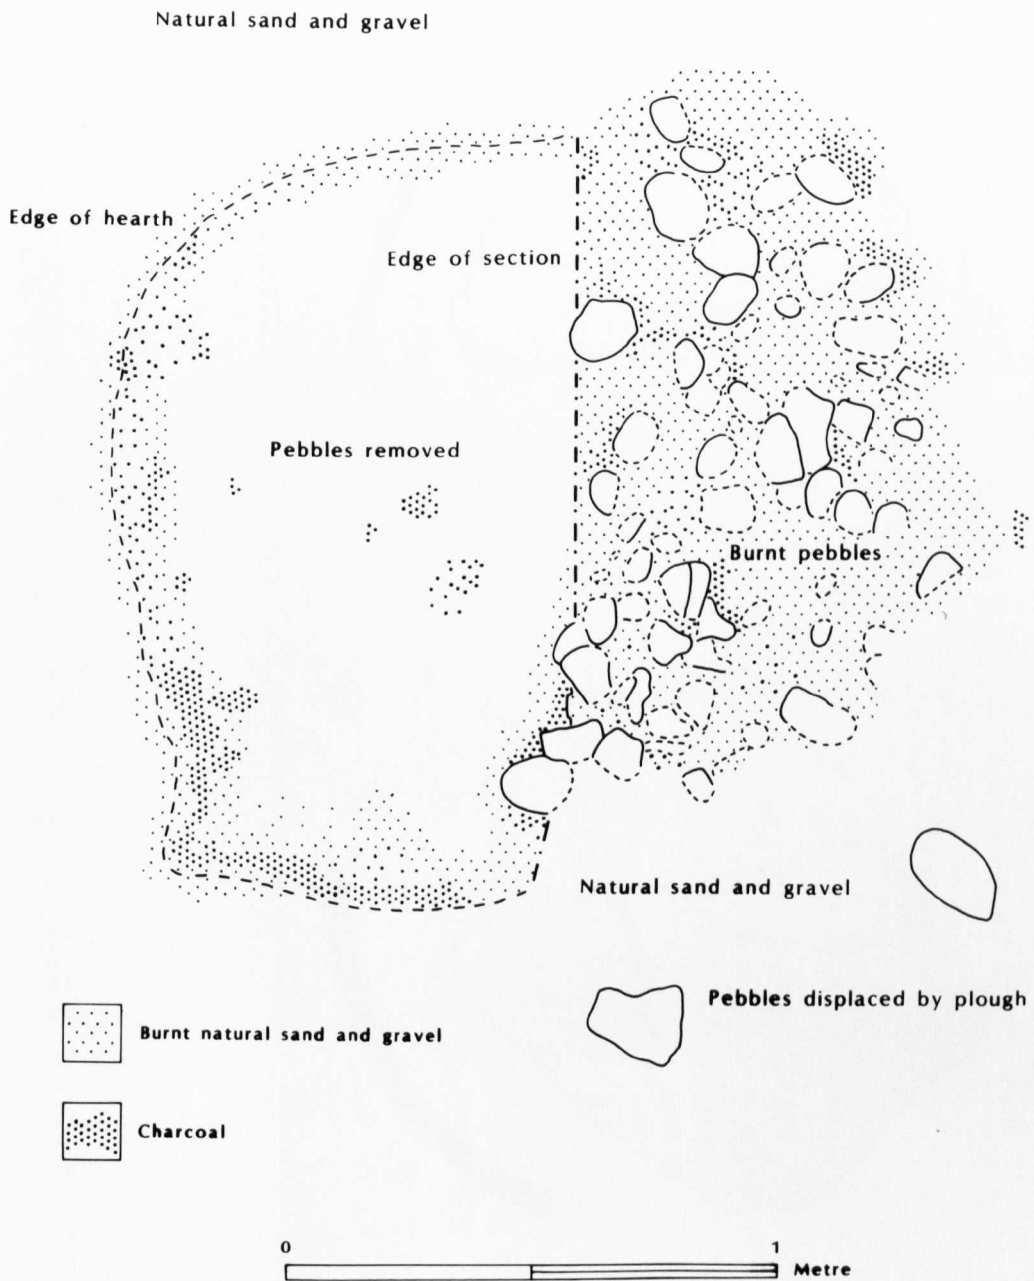 Natural sand and gravel
Edge of hearth
Edge of section
Pebbles removed
Burnt pebbles
Natural sand and gravel
Pebbles displaced by plough
Burnt natural sand and gravel
Charcoal
0 1
Metre